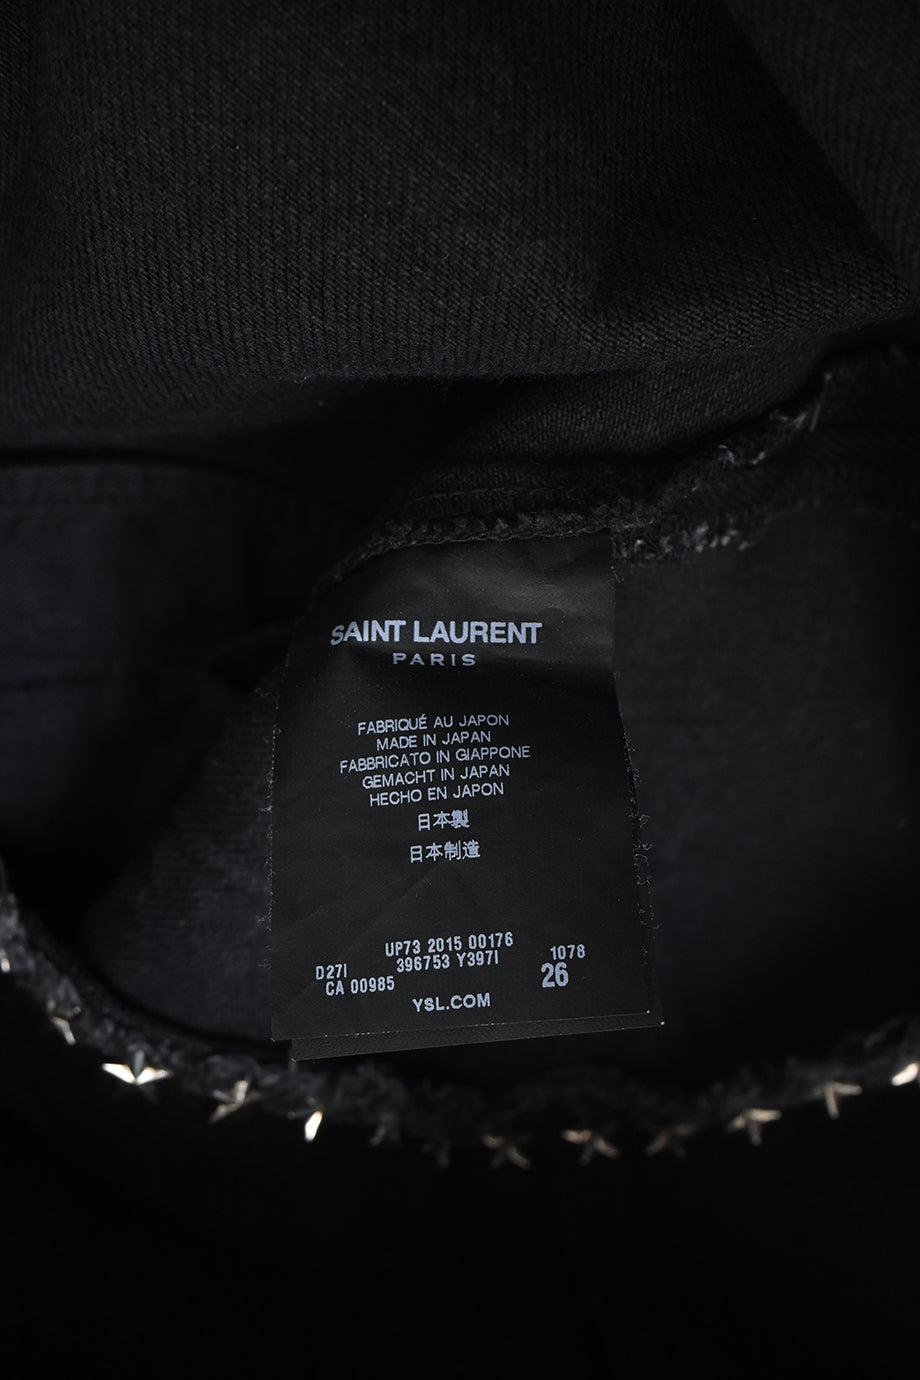 SAINT LAURENT
PARIS
FABRIQUÉ AU JAPON
MADE IN JAPAN
FABBRICATO IN GIAPPONE
GEMACHT IN JAPAN
HECHO EN JAPON
日本製
日本制造
UP73 2015 00176
D27I 396753 Y397I 1078
CA 00985 26
YSL.COM